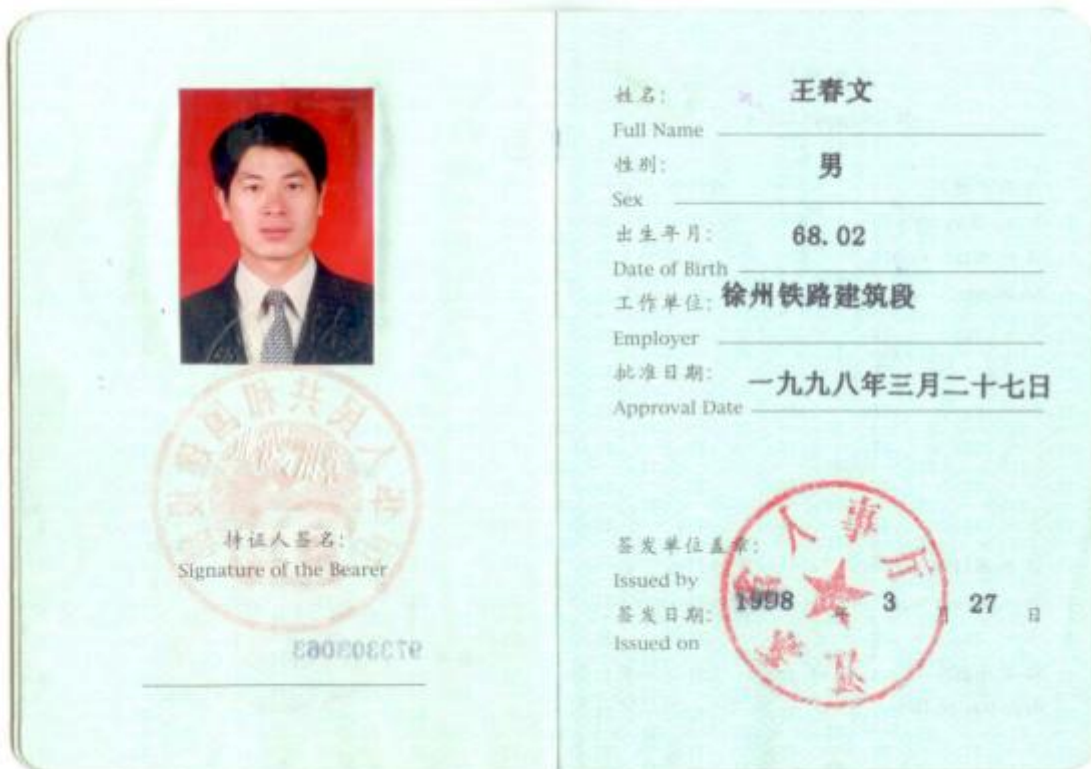 持证人签名:
Signature of the Bearer
973303063
姓名: 王春文
Full Name
性别: 男
Sex
出生年月: 68.02
Date of Birth
工作单位: 徐州铁路建筑段
Employer
批准日期: 一九九八年三月二十七日
Approval Date
签发单位盖章:
Issued by
签发日期: 1998 年 3 月 27 日
Issued on
人事厅